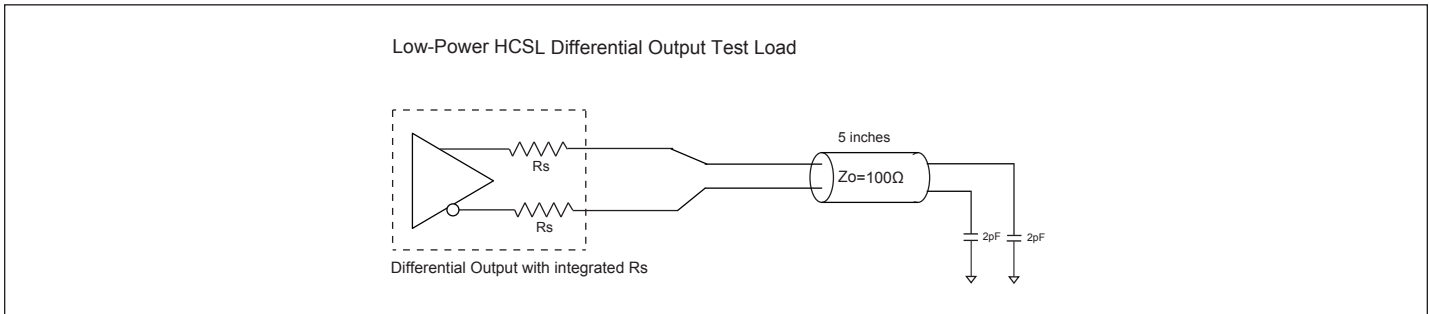 Low-Power HCSL Differential Output Test Load
5 inches
Rs
Zo=100Ω
Rs
2pF
2pF
Differential Output with integrated Rs